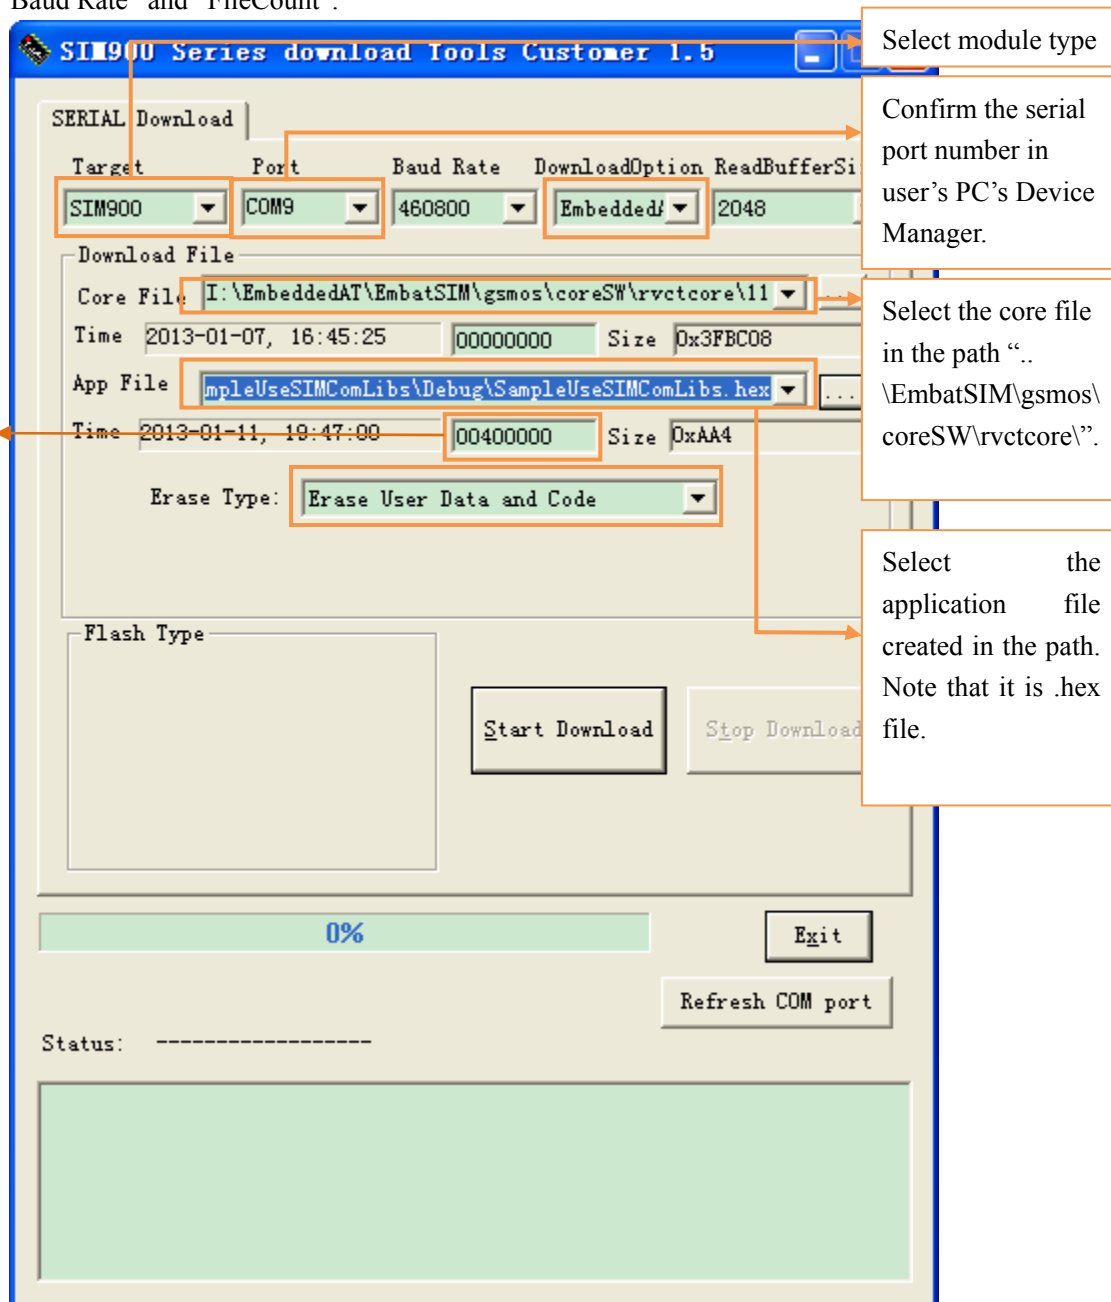 Baud Rate" and "FileCount".
SIM900 Series download Tools Customer 1.5
Select module type
SERIAL Download
Confirm the serial
port number in
user's PC's Device
Manager.
Target Port Baud Rate DownloadOption ReadBufferSi
SIM900 COM9 460800 EmbeddedA 2048
Download File
Core File I:\EmbeddedAT\EmbatSIM\gsmos\coreSW\rvctcore\11 ...
Time 2013-01-07, 16:45:25 00000000 Size 0x3FBC08
App File mpleUseSIMComLibs\Debug\SampleUseSIMComLibs.hex ...
Time 2013-01-11, 19:47:00 00400000 Size 0xAA4
Select the core file
in the path “..
\EmbatSIM\gsmos\
coreSW\rvctcore\”.
Erase Type: Erase User Data and Code
Select the
application file
created in the path.
Note that it is .hex
file.
Flash Type
Start Download Stop Download
0%
Exit
Refresh COM port
Status: ------------------